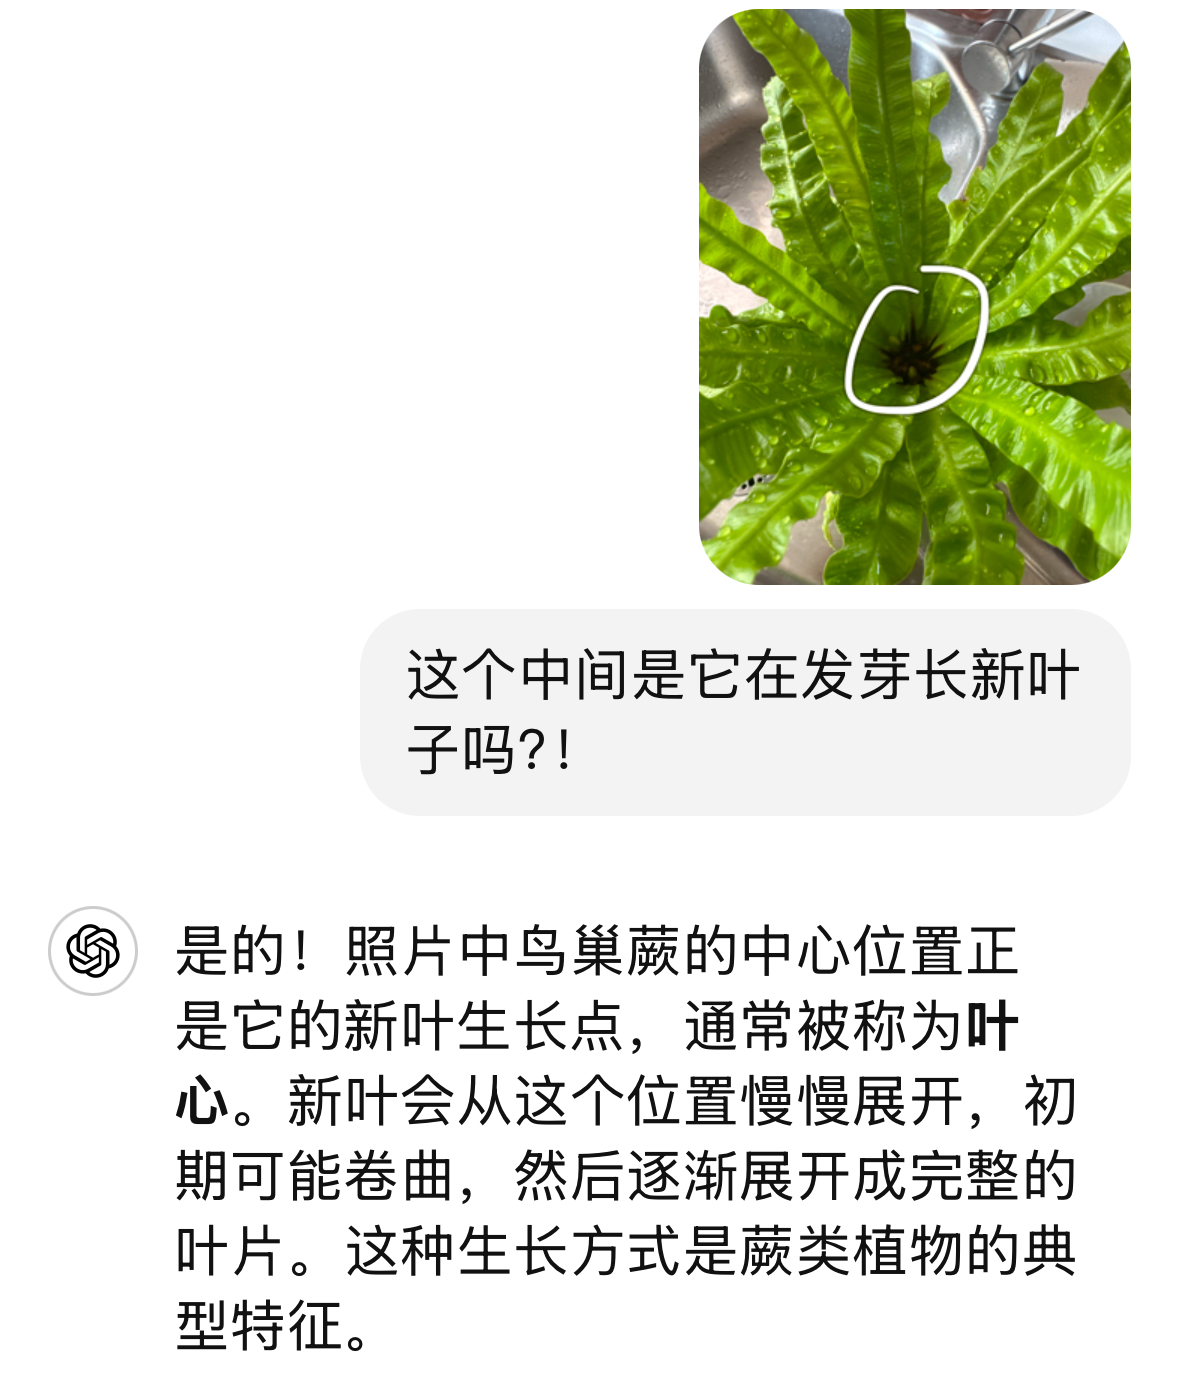 这个中间是它在发芽长新叶
子吗？！
是的！照片中鸟巢蕨的中心位置正
是它的新叶生长点，通常被称为叶
心。新叶会从这个位置慢慢展开，初
期可能卷曲，然后逐渐展开成完整的
叶片。这种生长方式是蕨类植物的典
型特征。